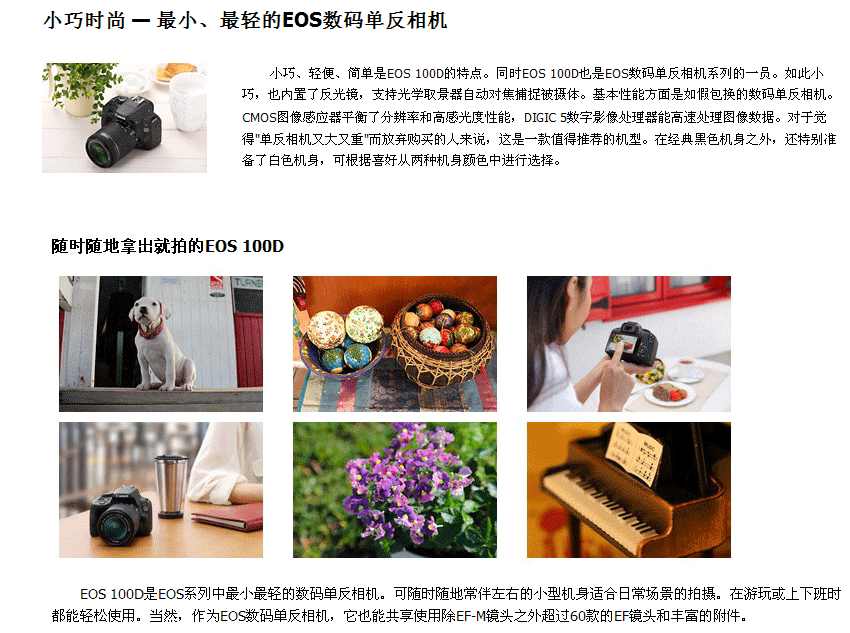 小巧时尚 — 最小、最轻的EOS数码单反相机
小巧、轻便、简单是EOS 100D的特点。同时EOS 100D也是EOS数码单反相机系列的一员。如此小
巧，也内置了反光镜，支持光学取景器自动对焦捕捉被摄体。基本性能方面是如假包换的数码单反相机。
CMOS图像感应器平衡了分辨率和高感光度性能，DIGIC 5数字影像处理器能高速处理图像数据。对于觉
得"单反相机又大又重"而放弃购买的人来说，这是一款值得推荐的机型。在经典黑色机身之外，还特别准
备了白色机身，可根据喜好从两种机身颜色中进行选择。
随时随地拿出就拍的EOS 100D
TURNE
EOS 100D是EOS系列中最小最轻的数码单反相机。可随时随地常伴左右的小型机身适合日常场景的拍摄。在游玩或上下班时
都能轻松使用。当然，作为EOS数码单反相机，它也能共享使用除EF-M镜头之外超过60款的EF镜头和丰富的附件。